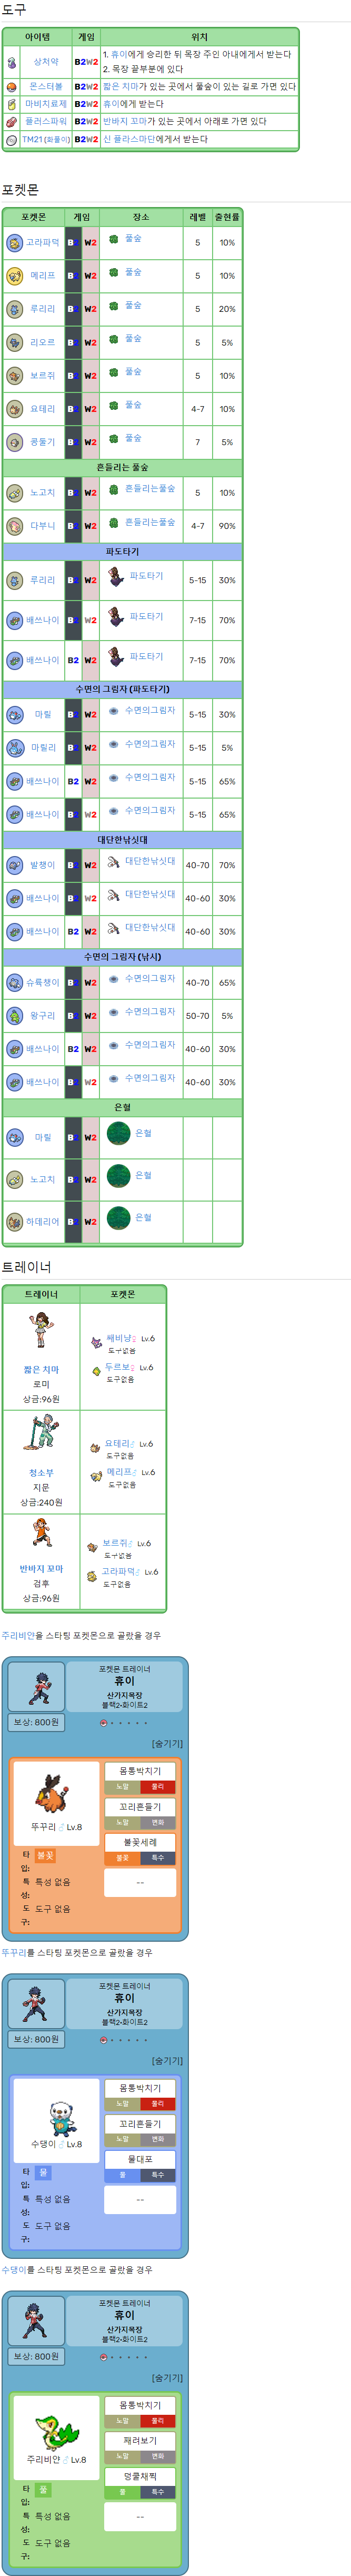 도구
아이템 게임 위치
상처약 B2W2 1. 휴이에게 승리한 뒤 목장 주인 아내에게서 받는다
2. 목장 끝부분에 있다
몬스터볼 B2W2 짧은 치마가 있는 곳에서 풀숲이 있는 길로 가면 있다
마비치료제 B2W2 휴이에게 받는다
플러스파워 B2W2 반바지 꼬마가 있는 곳에서 아래로 가면 있다
TM21 (화풀이) B2W2 신 플라스마단에게서 받는다
포켓몬
포켓몬 게임 장소 레벨 출현률
고라파덕 B2 W2 풀숲 5 10%
메리프 B2 W2 풀숲 5 10%
루리리 B2 W2 풀숲 5 20%
리오르 B2 W2 풀숲 5 5%
보르쥐 B2 W2 풀숲 5 10%
요테리 B2 W2 풀숲 4-7 10%
콩둘기 B2 W2 풀숲 7 5%
흔들리는 풀숲
노고치 B2 W2 흔들리는풀숲 5 10%
다부니 B2 W2 흔들리는풀숲 4-7 90%
파도타기
루리리 B2 W2 파도타기 5-15 30%
배쓰나이 B2 W2 파도타기 7-15 70%
배쓰나이 B2 W2 파도타기 7-15 70%
수면의 그림자 (파도타기)
마릴 B2 W2 수면의그림자 5-15 30%
마릴리 B2 W2 수면의그림자 5-15 5%
배쓰나이 B2 W2 수면의그림자 5-15 65%
배쓰나이 B2 W2 수면의그림자 5-15 65%
대단한낚싯대
발챙이 B2 W2 대단한낚싯대 40-70 70%
배쓰나이 B2 W2 대단한낚싯대 40-60 30%
배쓰나이 B2 W2 대단한낚싯대 40-60 30%
수면의 그림자 (낚시)
슈륙챙이 B2 W2 수면의그림자 40-70 65%
왕구리 B2 W2 수면의그림자 50-70 5%
배쓰나이 B2 W2 수면의그림자 40-60 30%
배쓰나이 B2 W2 수면의그림자 40-60 30%
은혈
마릴 B2 W2 은혈
노고치 B2 W2 은혈
하데리어 B2 W2 은혈
트레이너
트레이너 포켓몬
짧은 치마
로미
상금:96원
쌔비냥♀ Lv.6
도구없음
두르보♀ Lv.6
도구없음
청소부
지문
상금:240원
요테리♂ Lv.6
도구없음
메리프♂ Lv.6
도구없음
반바지 꼬마
검후
상금:96원
보르쥐♂ Lv.6
도구없음
고라파덕♂ Lv.6
도구없음
주리비얀을 스타팅 포켓몬으로 골랐을 경우
포켓몬 트레이너
휴이
산가지목장
블랙2·화이트2
보상: 800원
[숨기기]
뚜꾸리 ♂ Lv.8
타입: 불꽃
특성: 특성 없음
도구: 도구 없음
몸통박치기
노말 물리
꼬리흔들기
노말 변화
불꽃세례
불꽃 특수
--
뚜꾸리를 스타팅 포켓몬으로 골랐을 경우
포켓몬 트레이너
휴이
산가지목장
블랙2·화이트2
보상: 800원
[숨기기]
수댕이 ♂ Lv.8
타입: 물
특성: 특성 없음
도구: 도구 없음
몸통박치기
노말 물리
꼬리흔들기
노말 변화
물대포
물 특수
--
수댕이를 스타팅 포켓몬으로 골랐을 경우
포켓몬 트레이너
휴이
산가지목장
블랙2·화이트2
보상: 800원
[숨기기]
주리비얀 ♂ Lv.8
타입: 풀
특성: 특성 없음
도구: 도구 없음
몸통박치기
노말 물리
째려보기
노말 변화
덩굴채찍
풀 특수
--